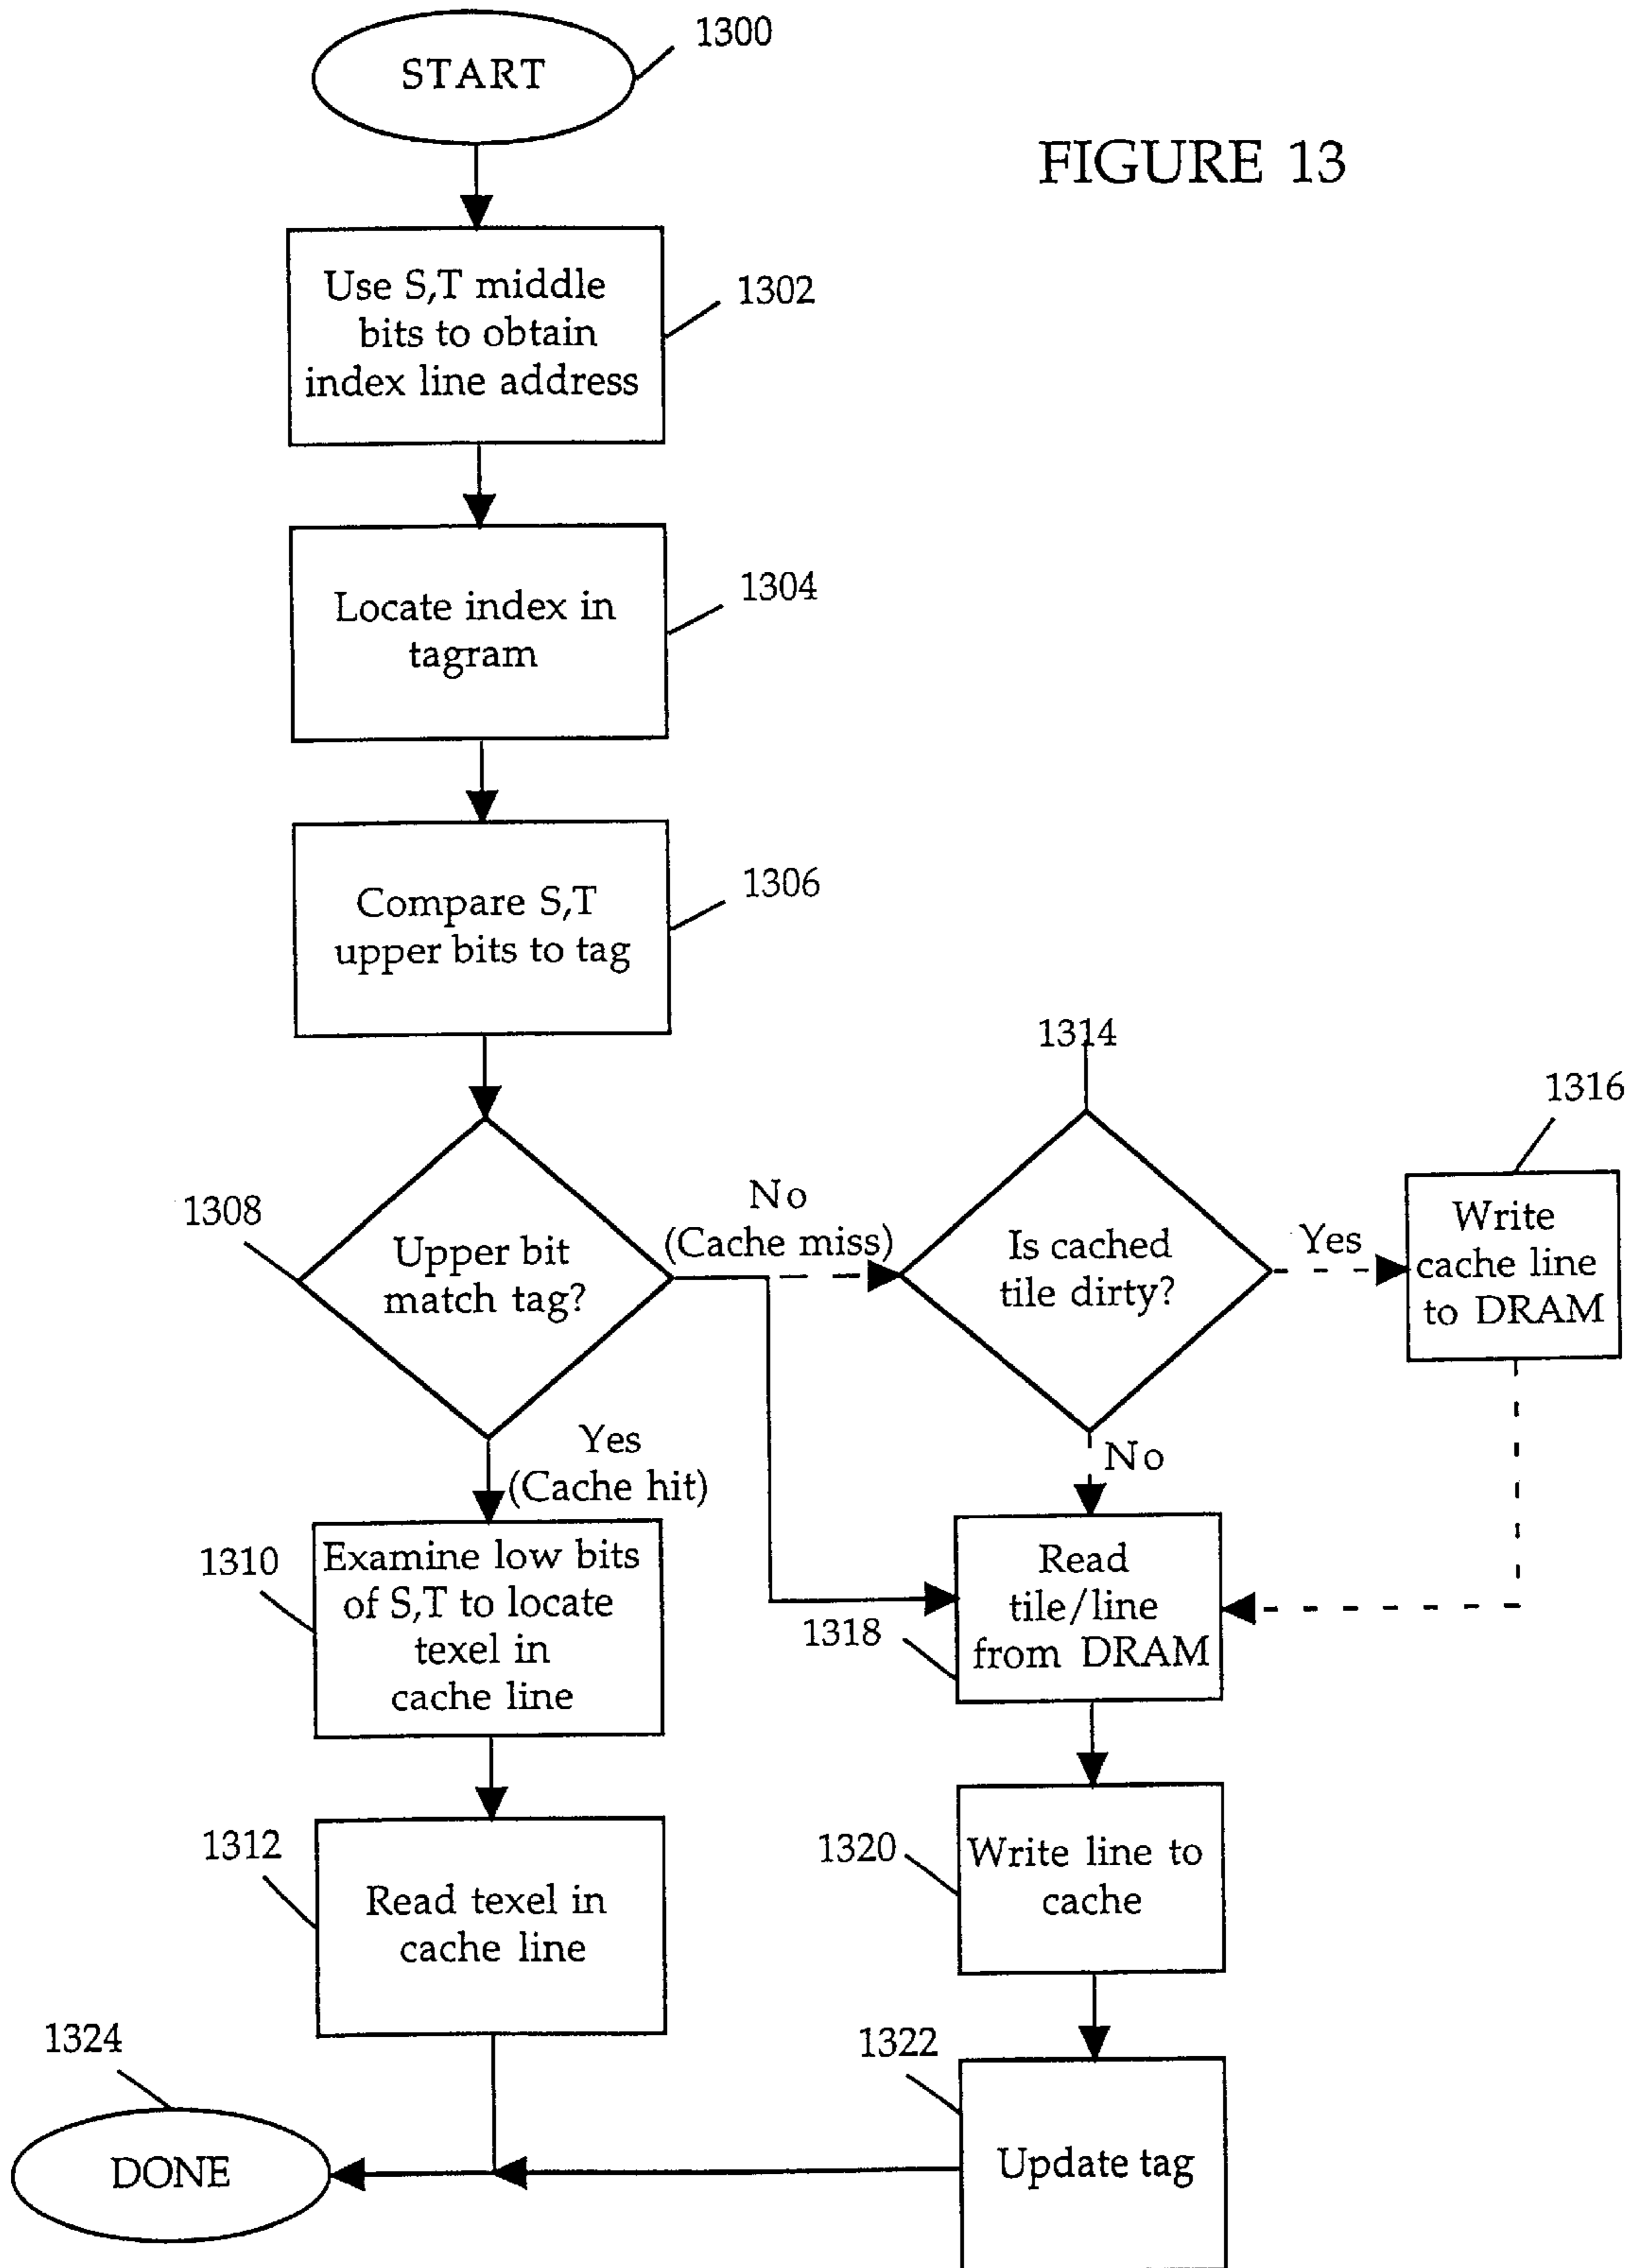 1300
START
FIGURE 13
Use S,T middle
bits to obtain
index line address
1302
Locate index in
tagram
1304
Compare S,T
upper bits to tag
1306
1308
Upper bit
match tag?
No
(Cache miss)
1314
Is cached
tile dirty?
Yes
1316
Write
cache line
to DRAM
Yes
(Cache hit)
No
1310
Examine low bits
of S,T to locate
texel in
cache line
1318
Read
tile/line
from DRAM
1312
Read texel in
cache line
1320
Write line to
cache
1324
DONE
1322
Update tag